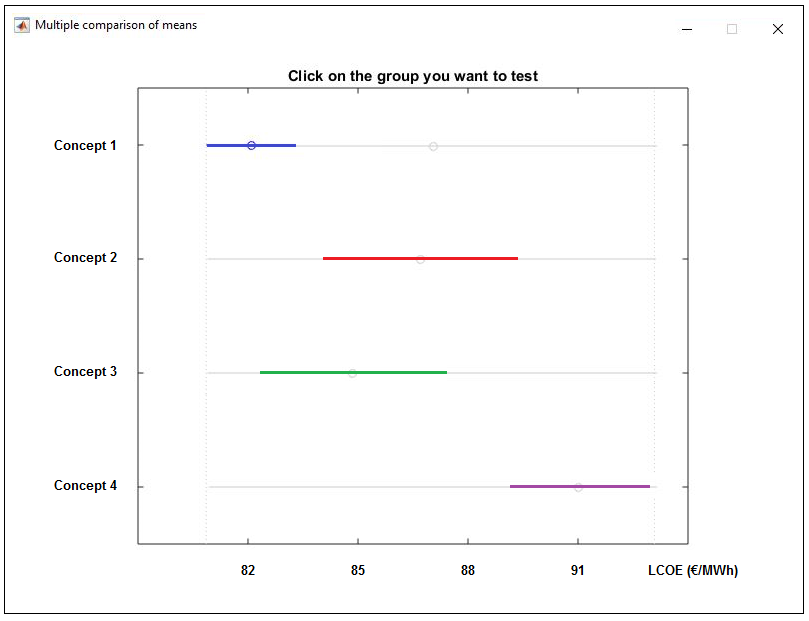 Multiple comparison of means
Click on the group you want to test
Concept 1
Concept 2
Concept 3
Concept 4
82 85 88 91 LCOE (€/MWh)